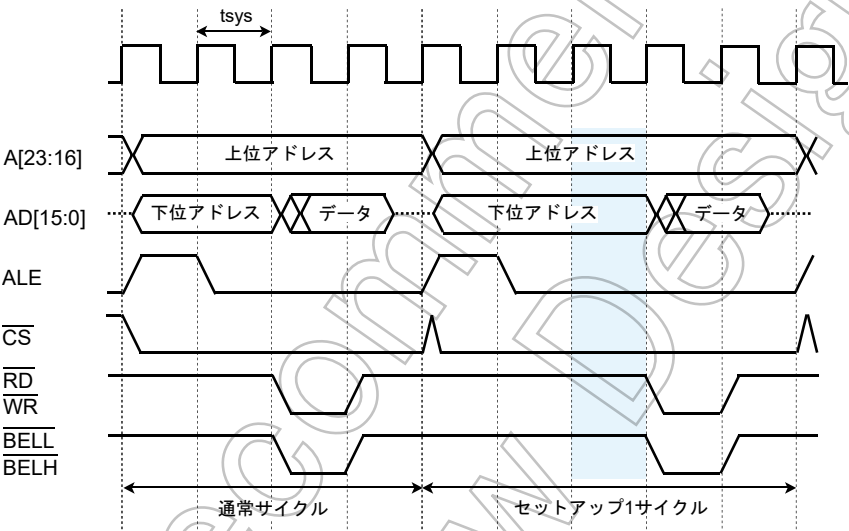 tsys
A[23:16]
上位アドレス
上位アドレス
AD[15:0]
下位アドレス
データ
下位アドレス
データ
ALE
CS
RD
WR
BELL
BELH
通常サイクル
セットアップ1サイクル